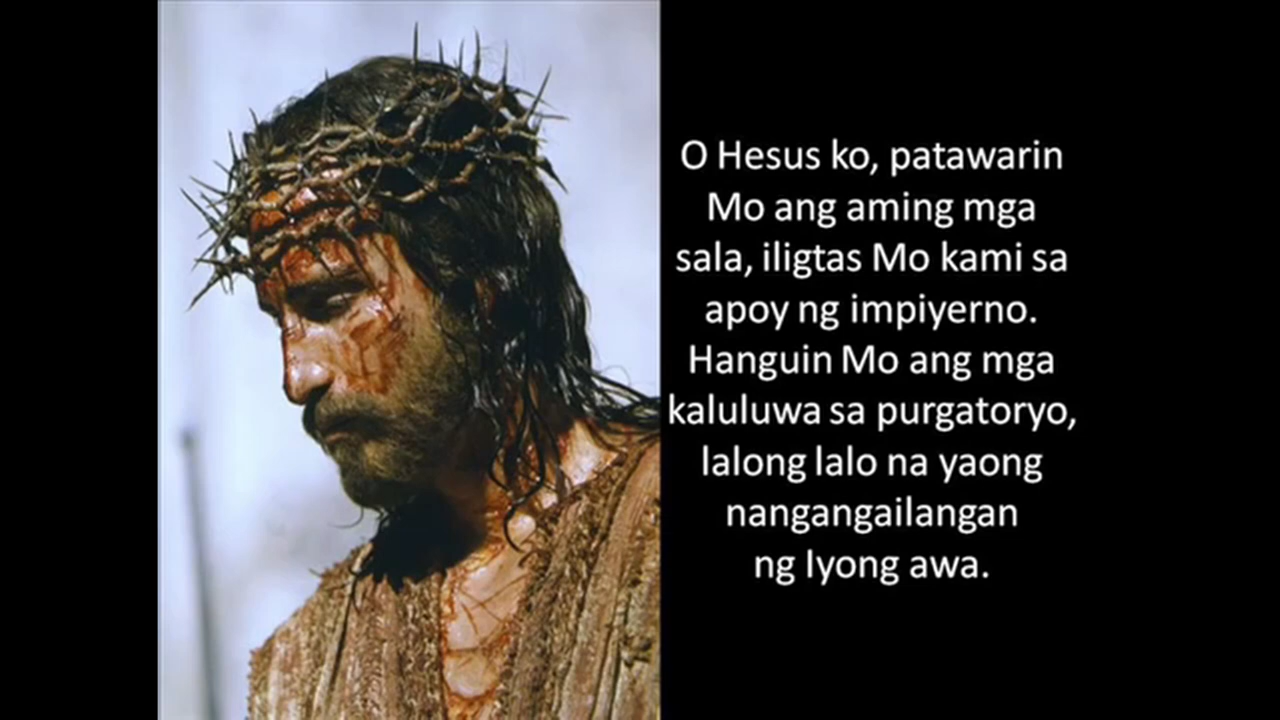 O Hesus ko, patawarin
Mo ang aming mga
sala, iligtas Mo kami sa
apoy ng impiyerno.
Hanguin Mo ang mga
kaluluwa sa purgatoryo,
lalong lalo na yaong
nangangailangan
ng Iyong awa.